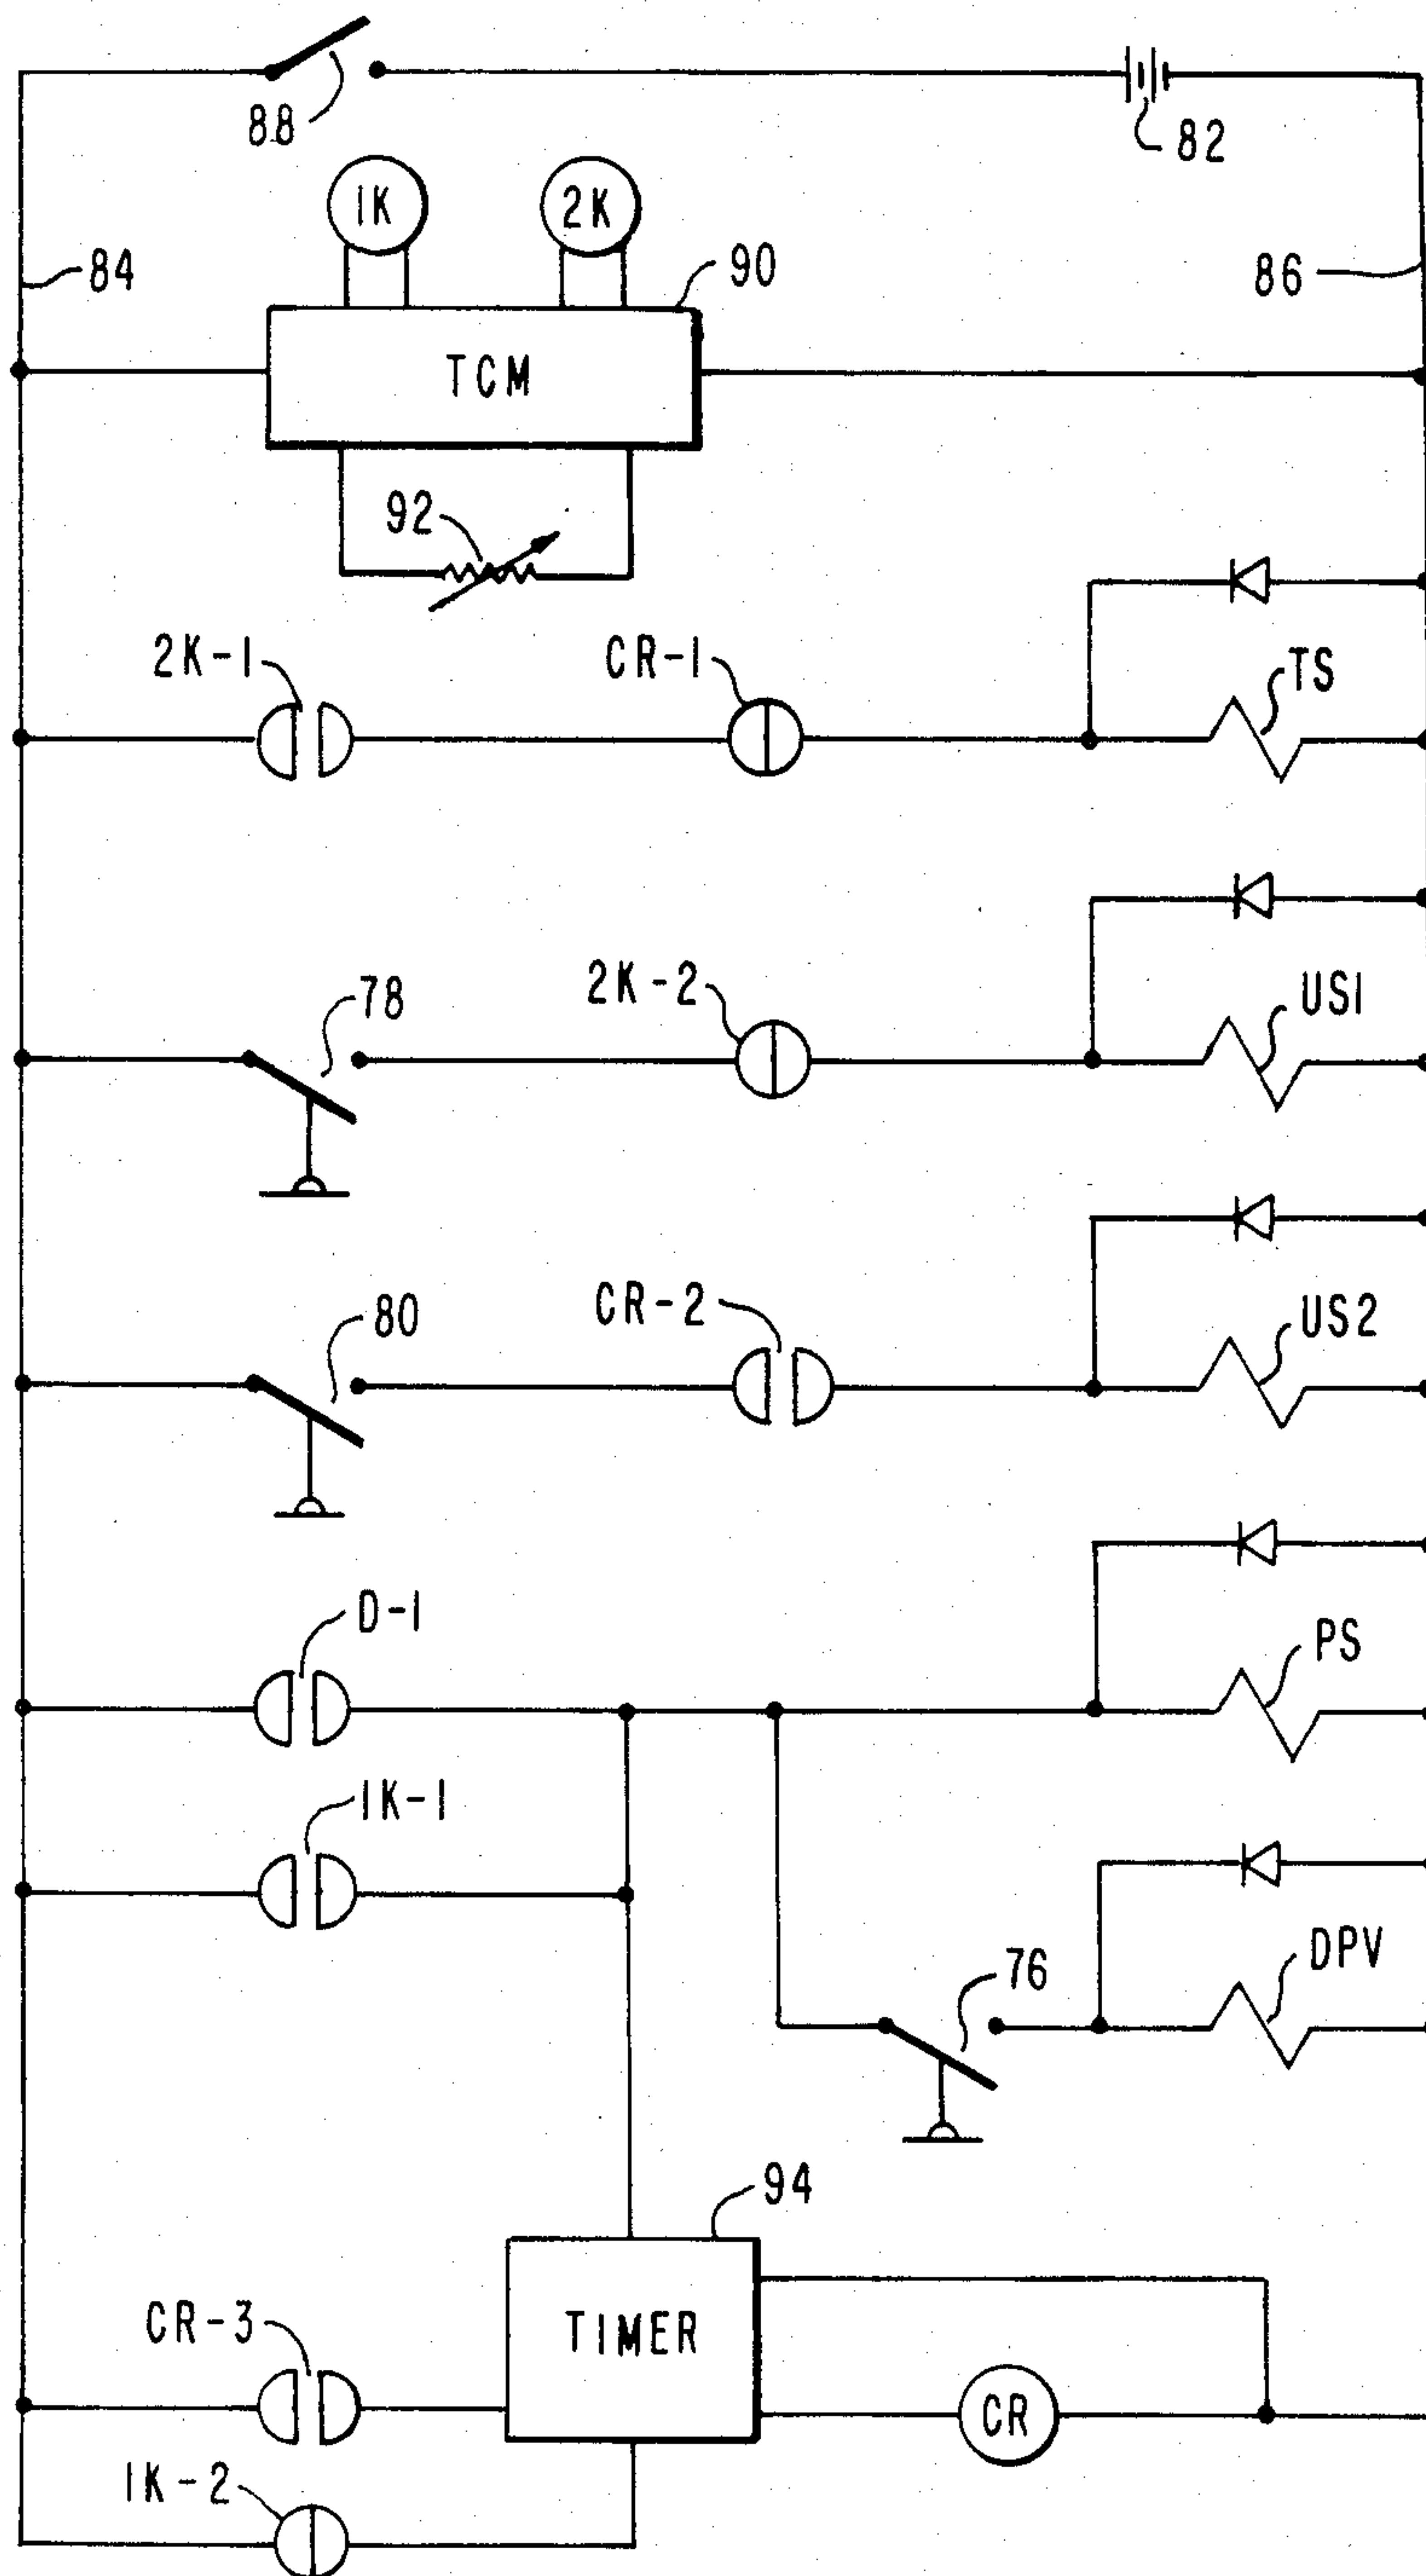 88
82
1K
2K
84
90
86
TCM
92
2K-1
CR-1
TS
78
2K-2
US1
80
CR-2
US2
D-1
PS
1K-1
76
DPV
94
CR-3
TIMER
CR
1K-2